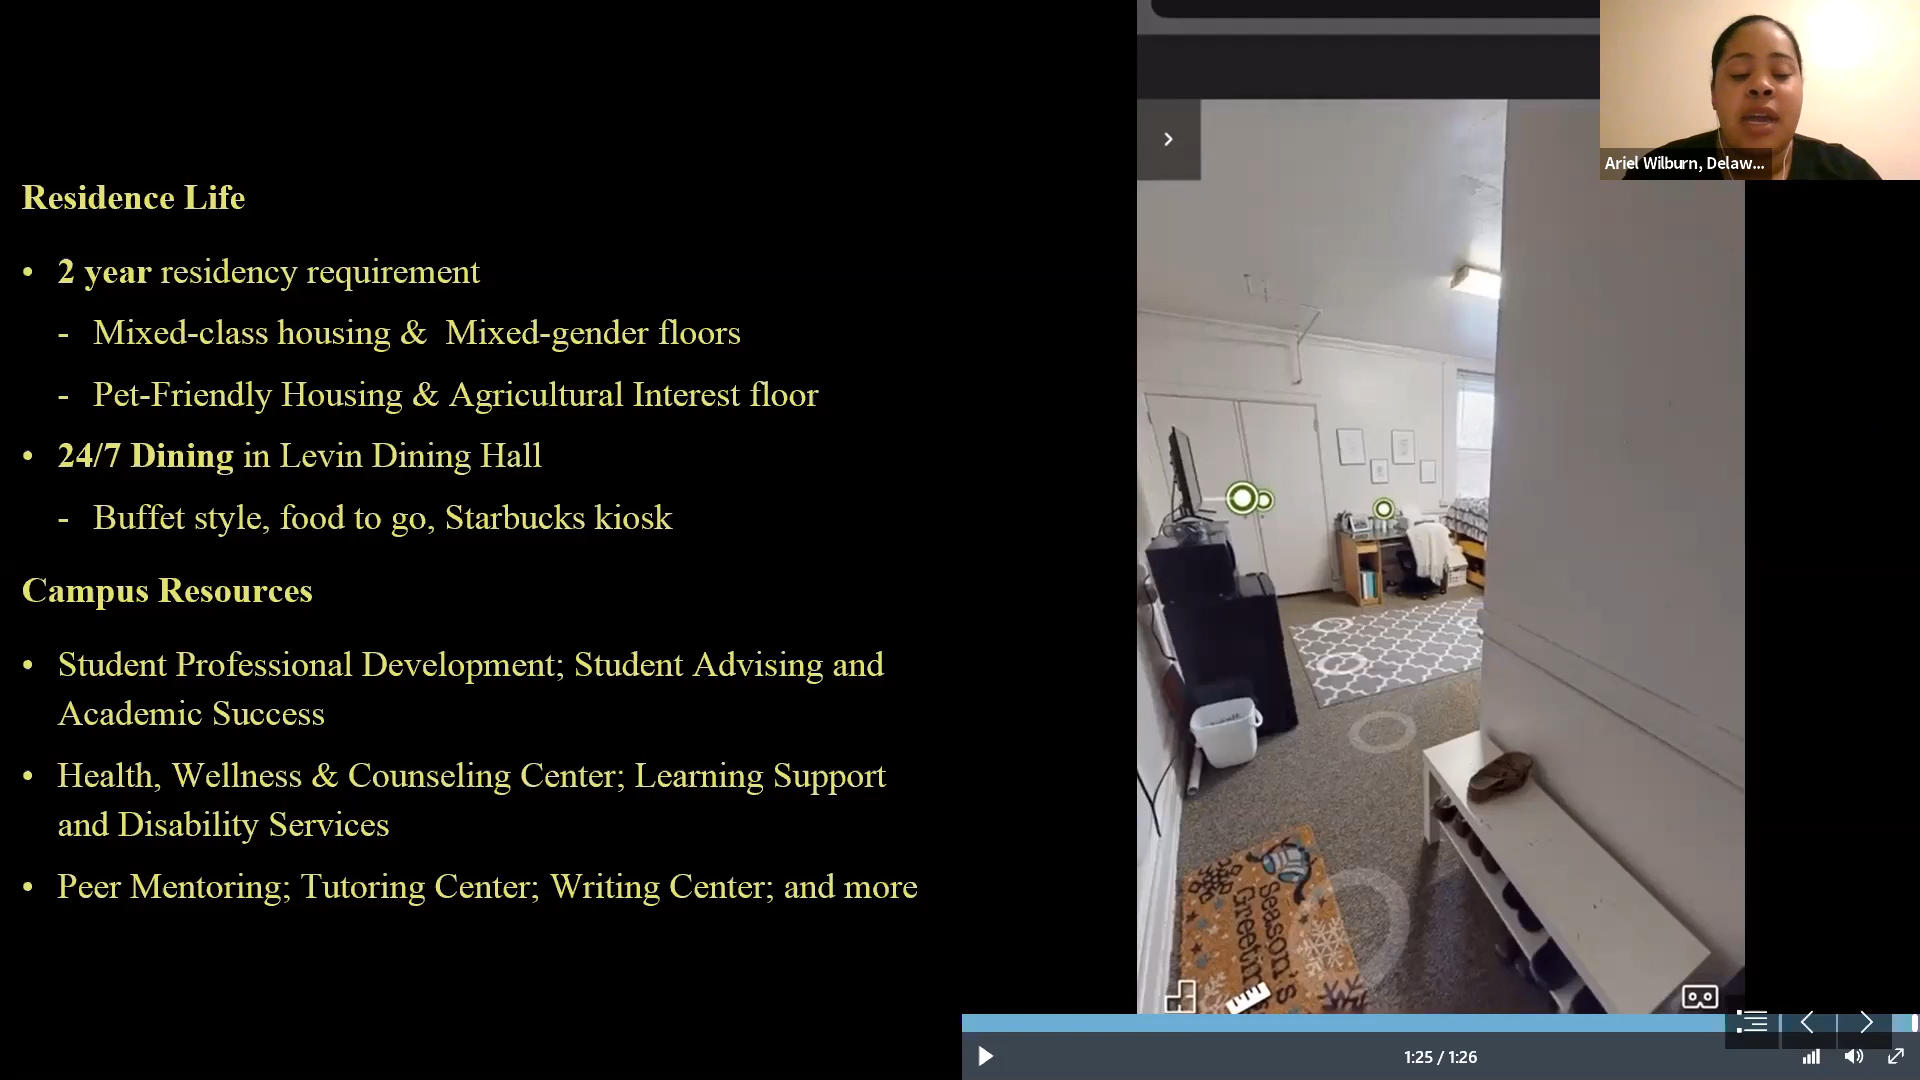 Ariel Wilburn, Delaw...
Residence Life
• 2 year residency requirement
- Mixed-class housing & Mixed-gender floors
- Pet-Friendly Housing & Agricultural Interest floor
• 24/7 Dining in Levin Dining Hall
- Buffet style, food to go, Starbucks kiosk
Campus Resources
• Student Professional Development; Student Advising and
Academic Success
• Health, Wellness & Counseling Center; Learning Support
and Disability Services
• Peer Mentoring; Tutoring Center; Writing Center; and more
Season's
Greetin
1:25 / 1:26